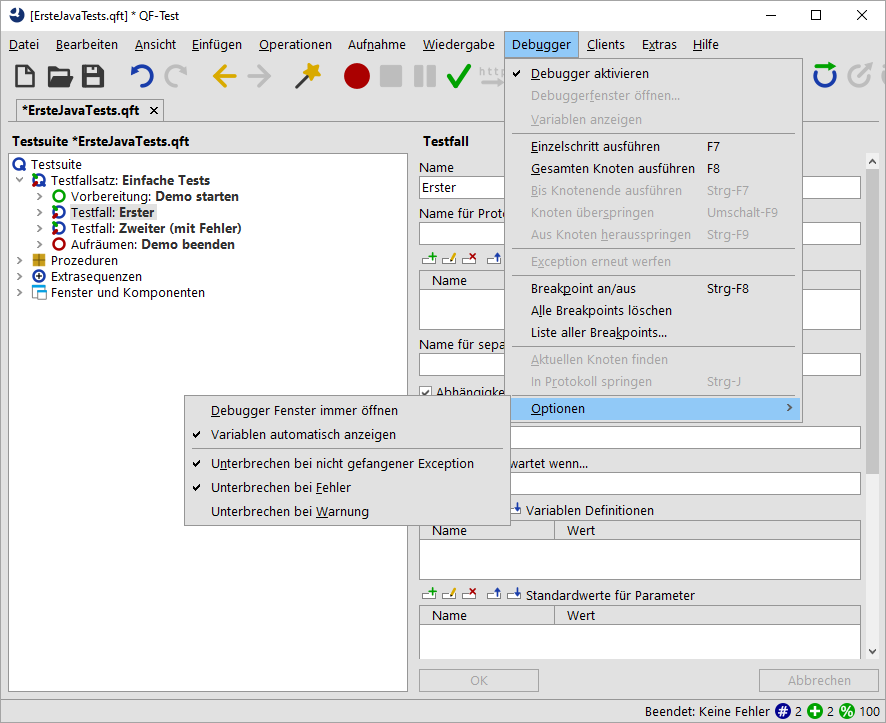 [ErsteJavaTests.qft] * QF-Test
Datei Bearbeiten Ansicht Einfügen Operationen Aufnahme Wiedergabe Debugger Clients Extras Hilfe
http
*ErsteJavaTests.qft
Testsuite *ErsteJavaTests.qft
Testsuite
Testfallsatz: Einfache Tests
Vorbereitung: Demo starten
Testfall: Erster
Testfall: Zweiter (mit Fehler)
Aufräumen: Demo beenden
Prozeduren
Extrasequenzen
Fenster und Komponenten
Testfall
Name
Erster
Name für Proto
Name
Name für sepa
Abhängigke
Debugger aktivieren
Debuggerfenster öffnen...
Variablen anzeigen
Einzelschritt ausführen F7
Gesamten Knoten ausführen F8
Bis Knotenende ausführen Strg-F7
Knoten überspringen Umschalt-F9
Aus Knoten herausspringen Strg-F9
Exception erneut werfen
Breakpoint an/aus Strg-F8
Alle Breakpoints löschen
Liste aller Breakpoints...
Aktuellen Knoten finden
In Protokoll springen Strg-J
Optionen
Debugger Fenster immer öffnen
Variablen automatisch anzeigen
Unterbrechen bei nicht gefangener Exception
Unterbrechen bei Fehler
Unterbrechen bei Warnung
wartet wenn...
Variablen Definitionen
Name Wert
Standardwerte für Parameter
Name Wert
OK Abbrechen
Beendet: Keine Fehler # 2 2 % 100